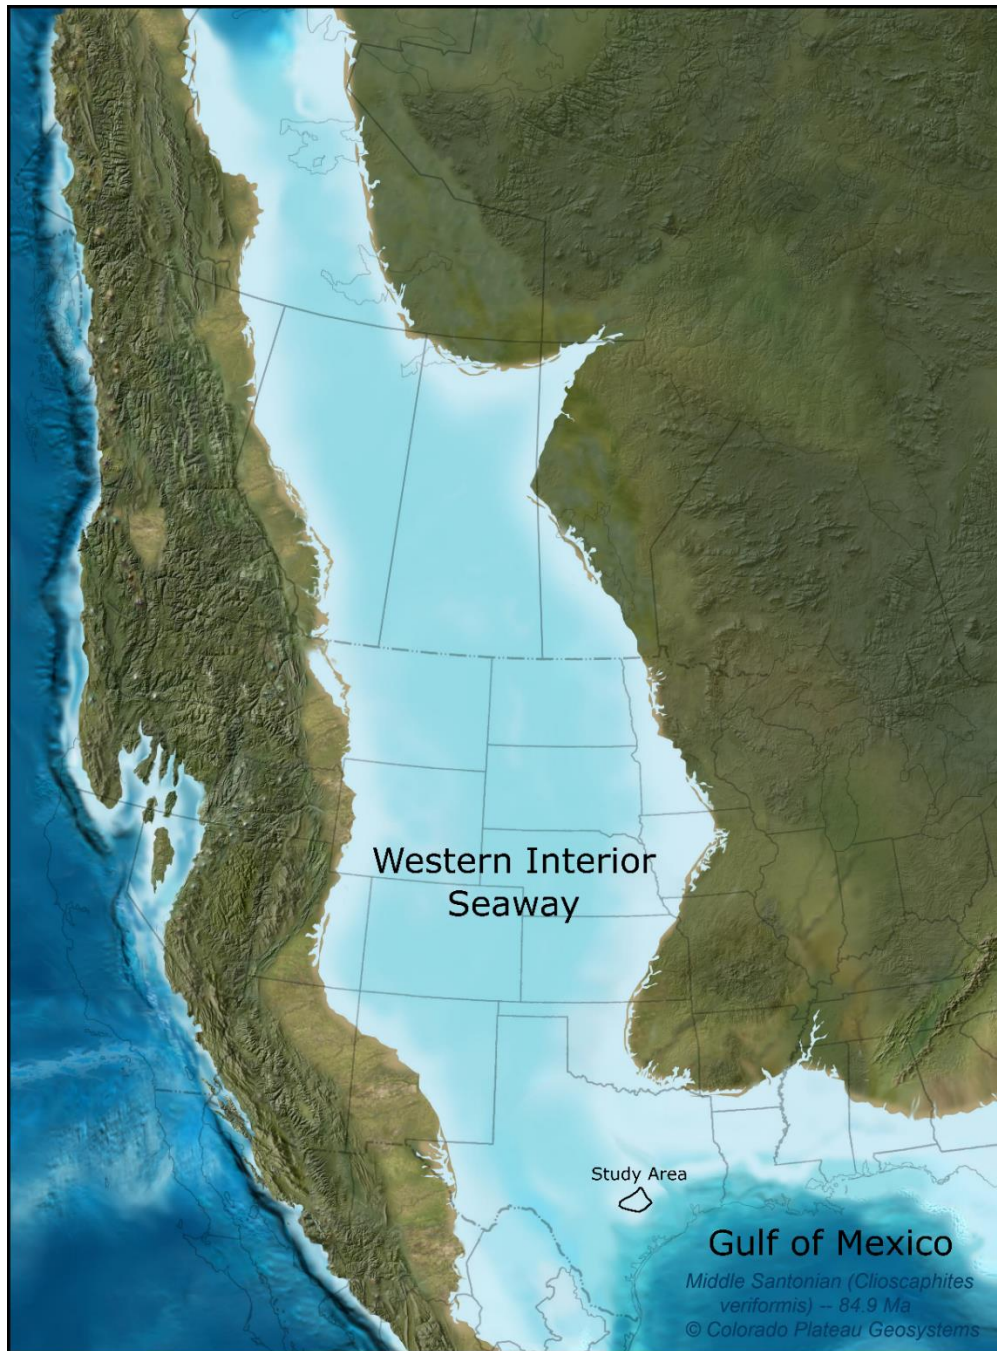 Western Interior
Seaway
Study Area
Gulf of Mexico
Middle Santonian (Clioscaphites
veriformis) -- 84.9 Ma
© Colorado Plateau Geosystems